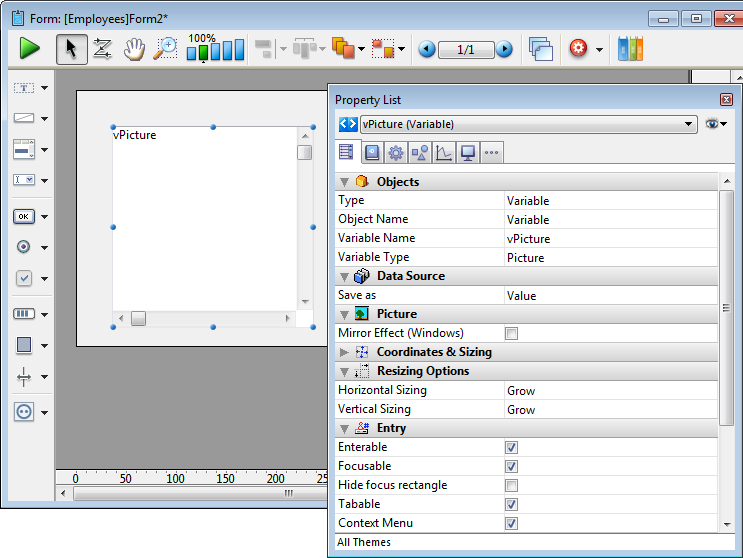 Form: [Employees]Form2*
100%
1/1
T
I
OK
vPicture
0 50 100 150 200
Property List
vPicture (Variable)
Objects
Type Variable
Object Name Variable
Variable Name vPicture
Variable Type Picture
Data Source
Save as Value
Picture
Mirror Effect (Windows)
Coordinates & Sizing
Resizing Options
Horizontal Sizing Grow
Vertical Sizing Grow
Entry
Enterable
Focusable
Hide focus rectangle
Tabable
Context Menu
All Themes